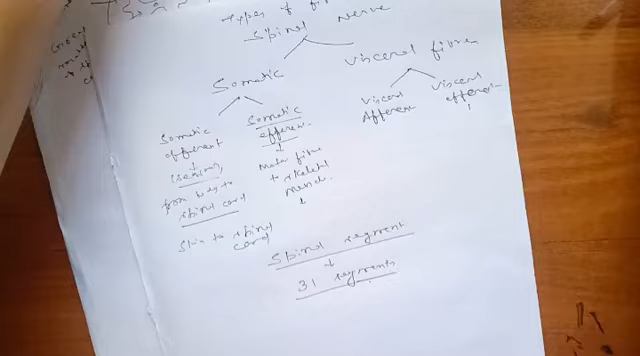 Types of
Spinal nerve
Somatic
Visceral fibre
Somatic
afferent
(sensory)
from body to
spinal cord
Skin to spinal
cord
Somatic
efferent
Motor fibre
to skeletal
Visceral
Afferent
Visceral
efferent
Spinal segment
31 segments